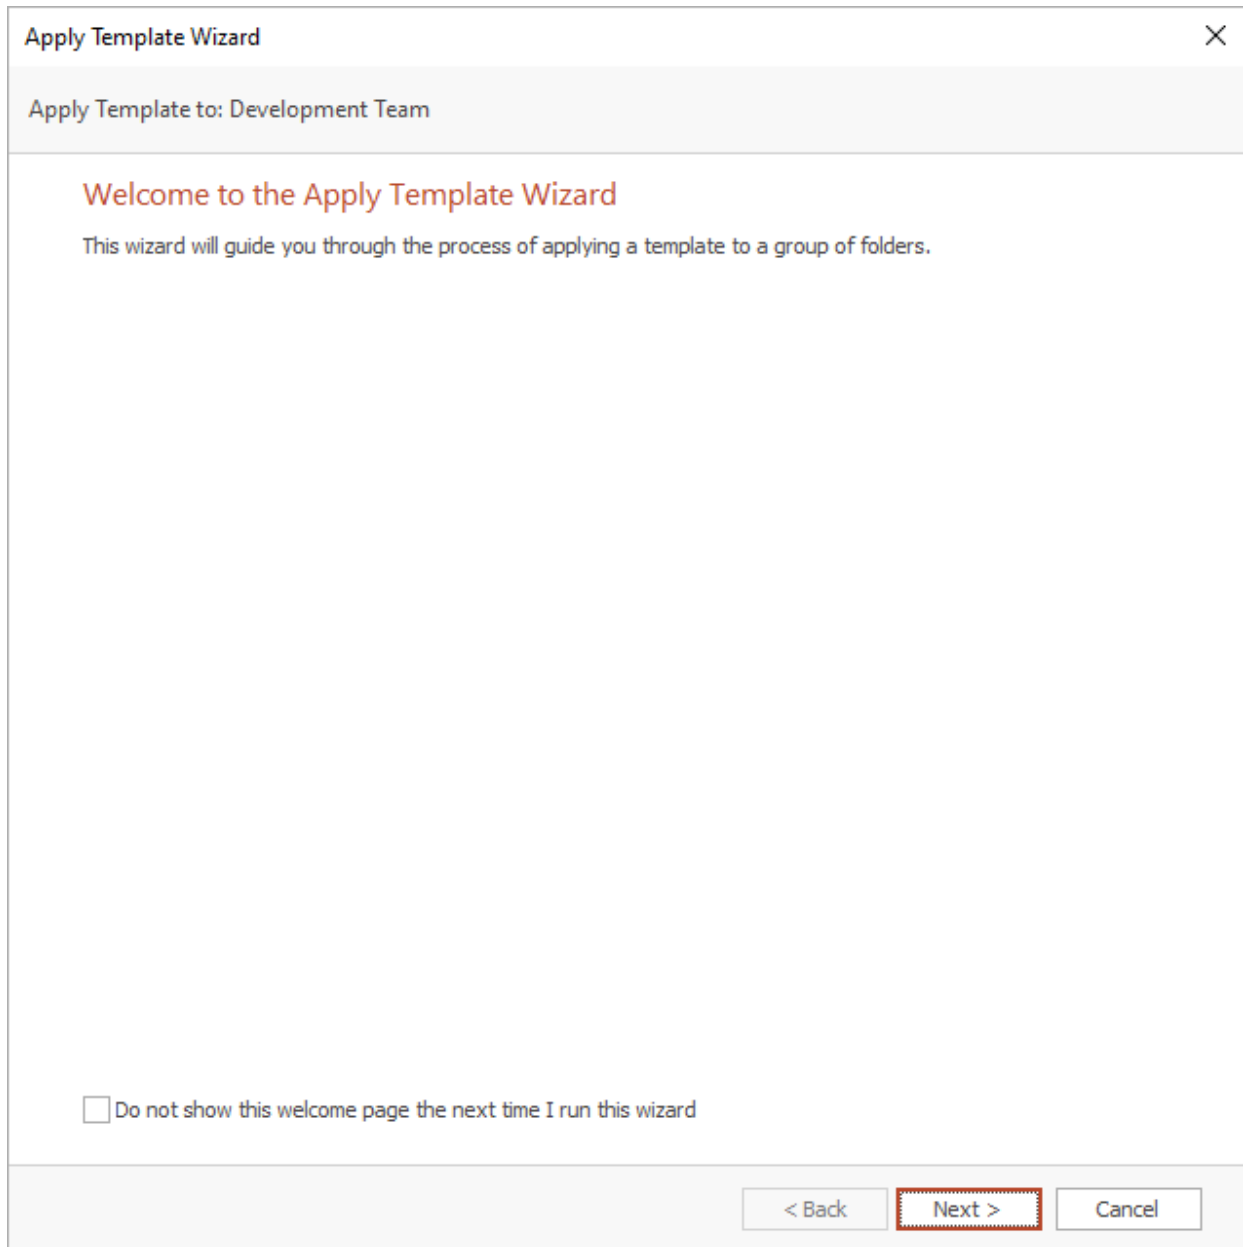 Apply Template Wizard
Apply Template to: Development Team
Welcome to the Apply Template Wizard
This wizard will guide you through the process of applying a template to a group of folders.
Do not show this welcome page the next time I run this wizard
< Back Next > Cancel